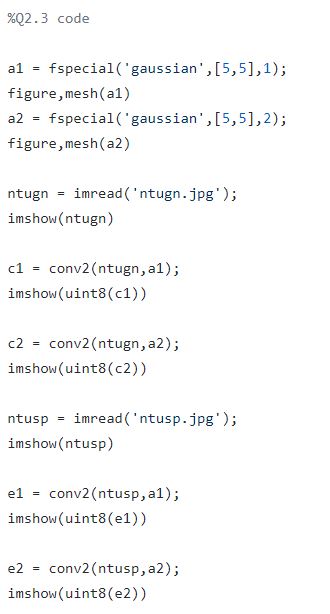 %Q2.3 code
a1 = fspecial('gaussian',[5,5],1);
figure,mesh(a1)
a2 = fspecial('gaussian',[5,5],2);
figure,mesh(a2)
ntugn = imread('ntugn.jpg');
imshow(ntugn)
c1 = conv2(ntugn,a1);
imshow(uint8(c1))
c2 = conv2(ntugn,a2);
imshow(uint8(c2))
ntusp = imread('ntusp.jpg');
imshow(ntusp)
e1 = conv2(ntusp,a1);
imshow(uint8(e1))
e2 = conv2(ntusp,a2);
imshow(uint8(e2))